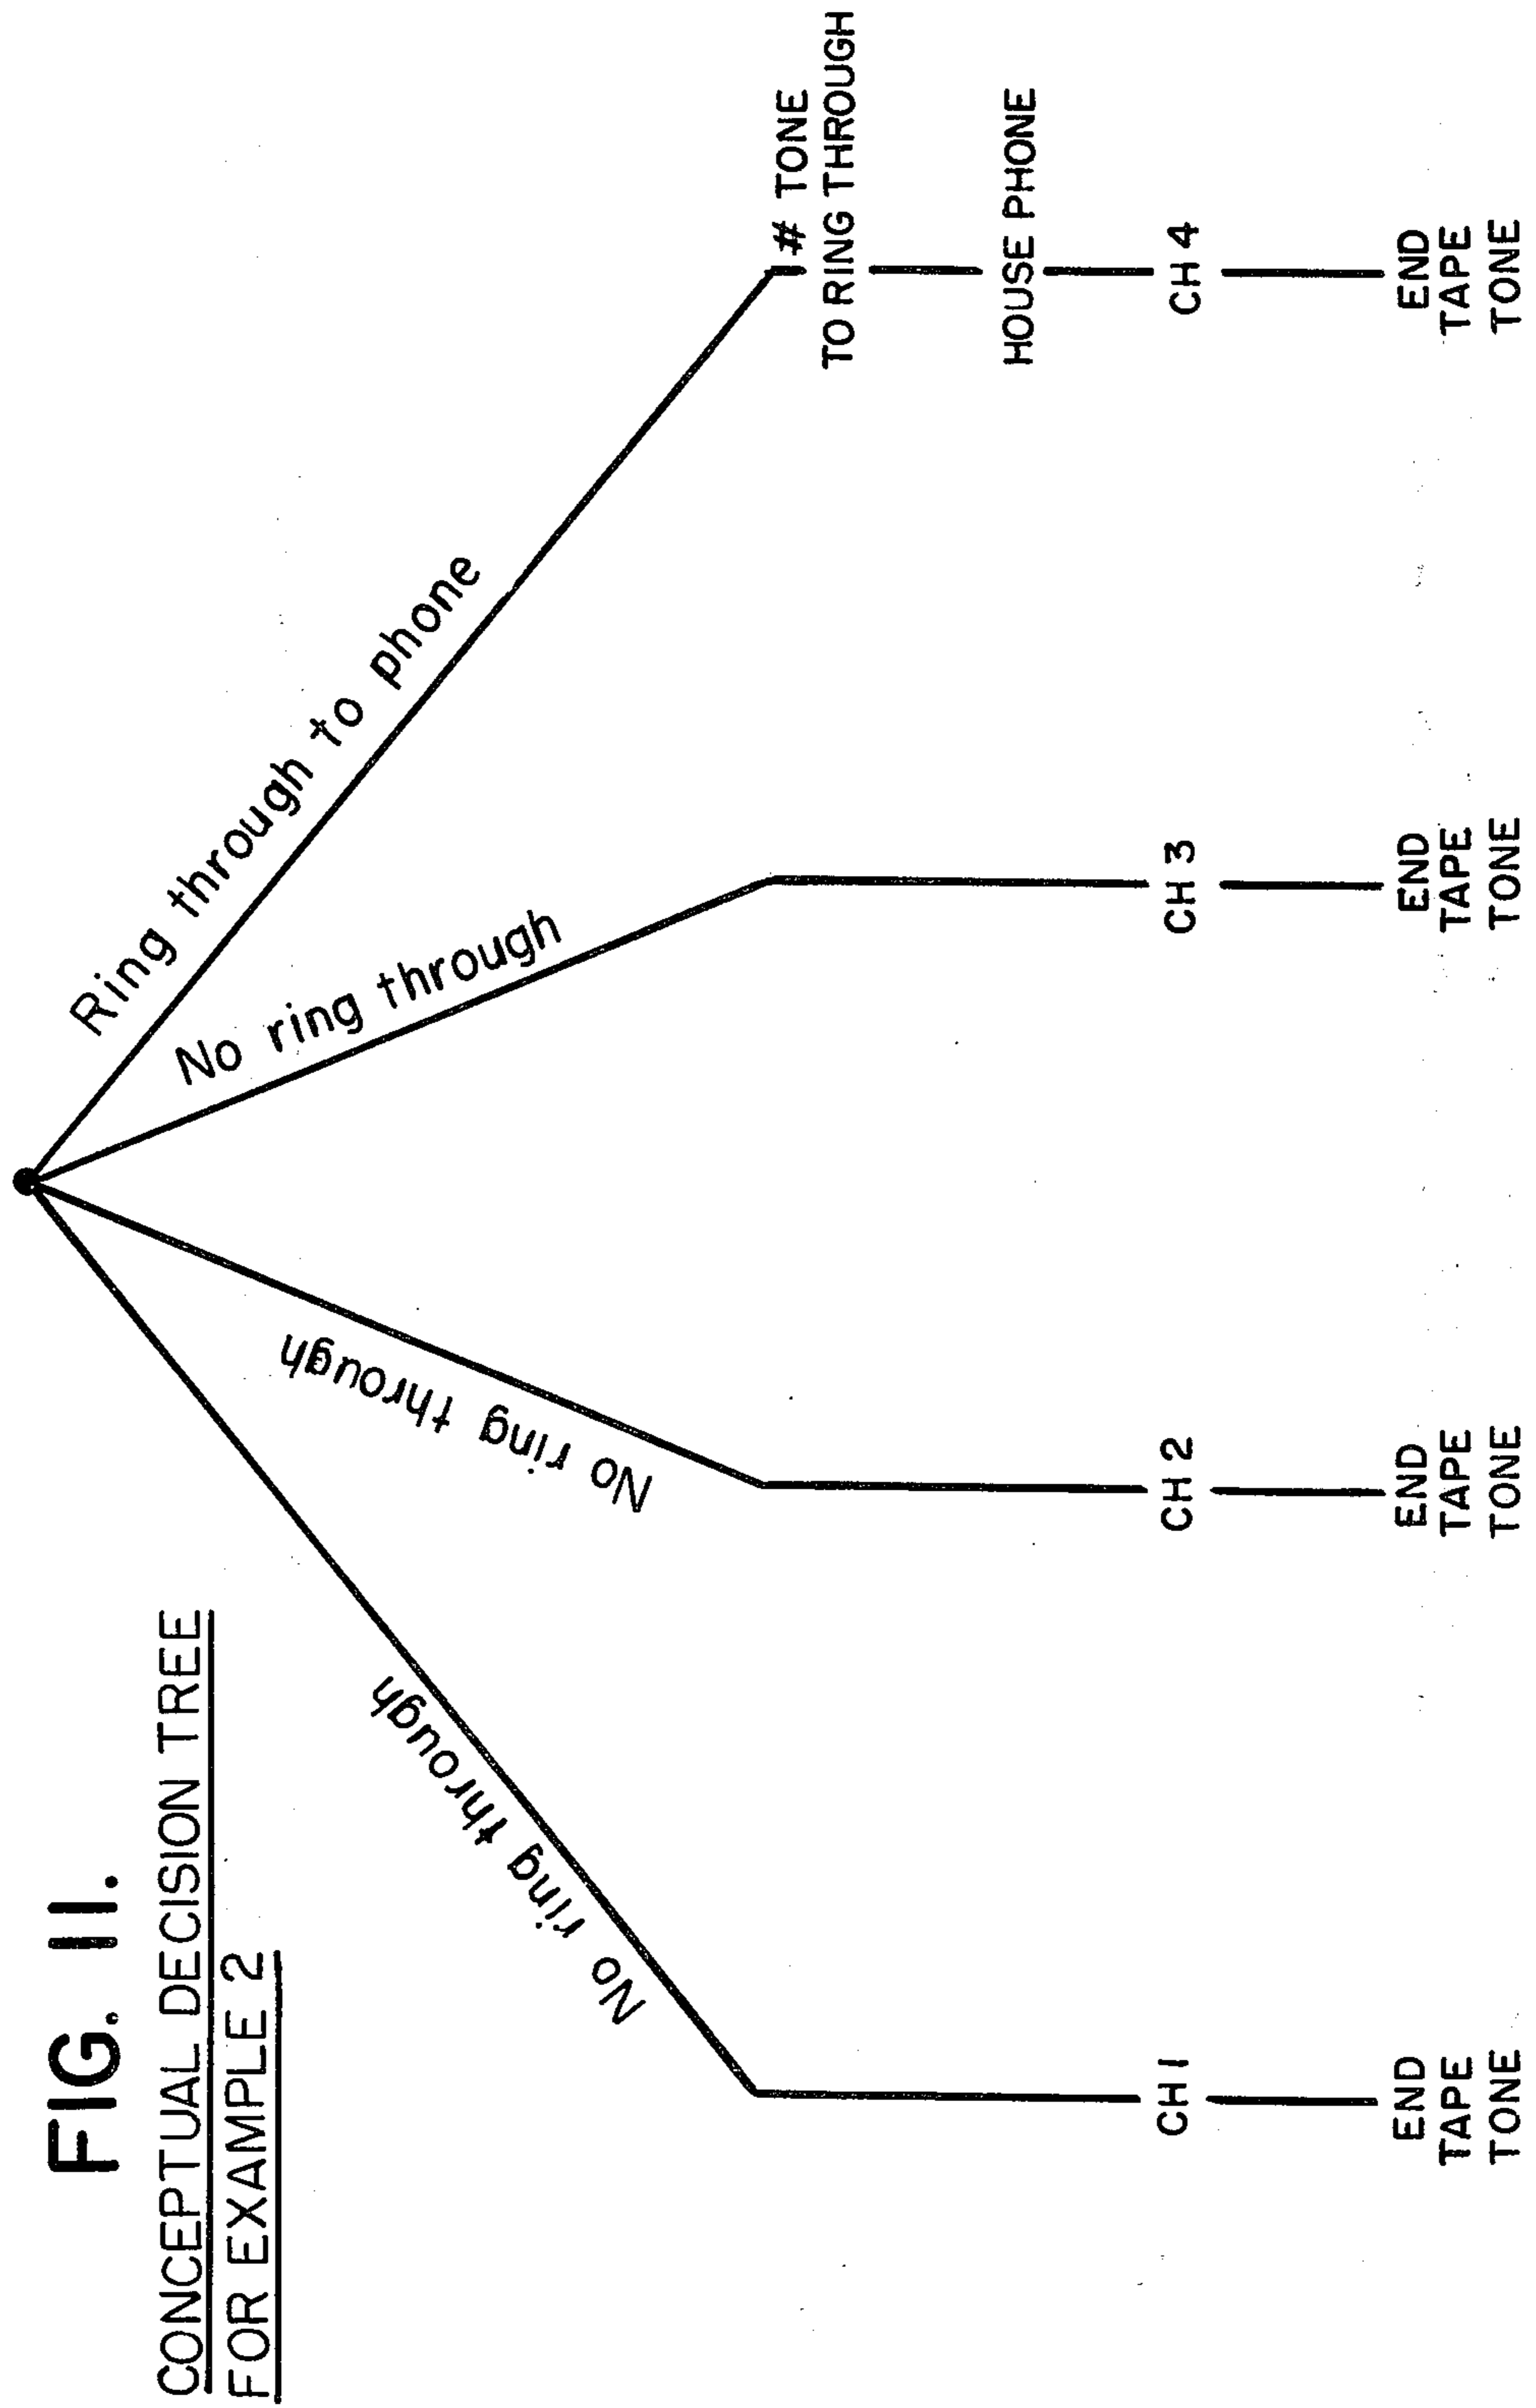 FIG. 11.
CONCEPTUAL DECISION TREE
FOR EXAMPLE 2
No ring through
No ring through
No ring through
Ring through to phone
# TONE
TO RING THROUGH
HOUSE PHONE
CH 1
CH 2
CH 3
CH 4
END
TAPE
TONE
END
TAPE
TONE
END
TAPE
TONE
END
TAPE
TONE